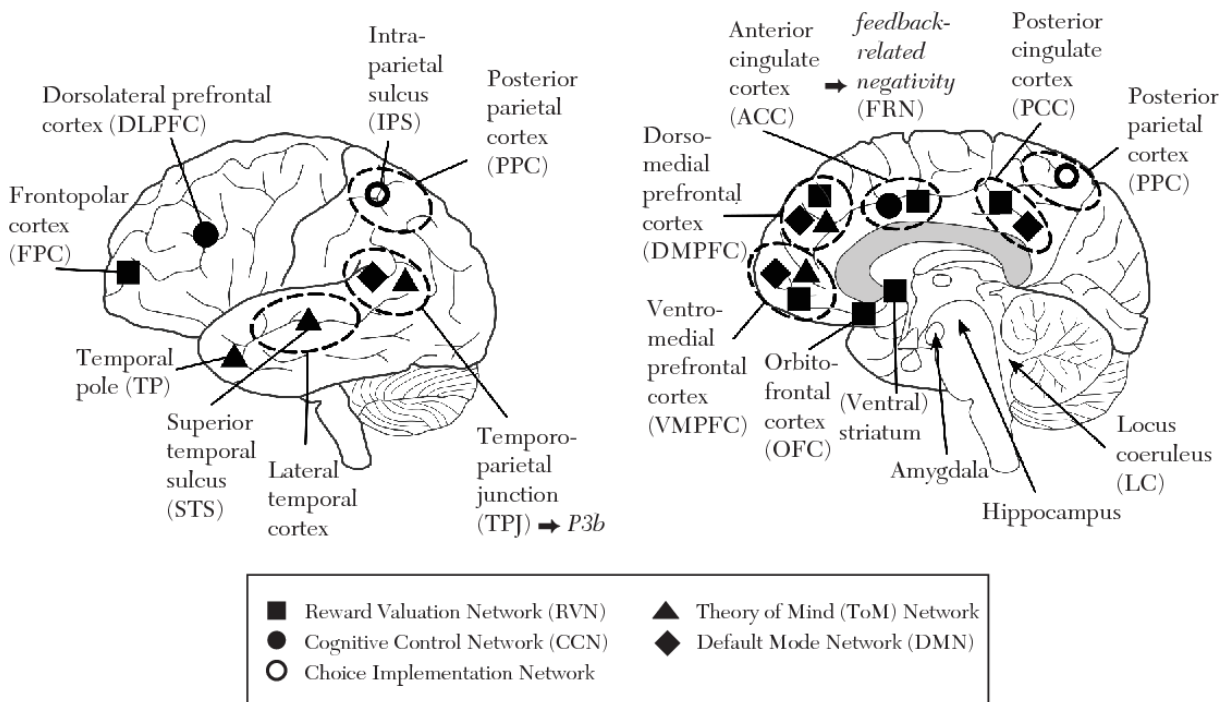 Dorsolateral prefrontal
cortex (DLPFC)
Intra-
parietal
sulcus
(IPS)
Posterior
parietal
cortex
(PPC)
Frontopolar
cortex
(FPC)
Temporal
pole (TP)
Superior
temporal
sulcus
(STS)
Lateral
temporal
cortex
Temporo-
parietal
junction
(TPJ) ➡ P3b
Anterior
cingulate
cortex
(ACC)
➡
feedback-
related
negativity
(FRN)
Posterior
cingulate
cortex
(PCC)
Posterior
parietal
cortex
(PPC)
Dorso-
medial
prefrontal
cortex
(DMPFC)
Ventro-
medial
prefrontal
cortex
(VMPFC)
Orbito-
frontal
cortex
(OFC)
(Ventral)
striatum
Amygdala
Hippocampus
Locus
coeruleus
(LC)
Reward Valuation Network (RVN)
Cognitive Control Network (CCN)
Choice Implementation Network
Theory of Mind (ToM) Network
Default Mode Network (DMN)